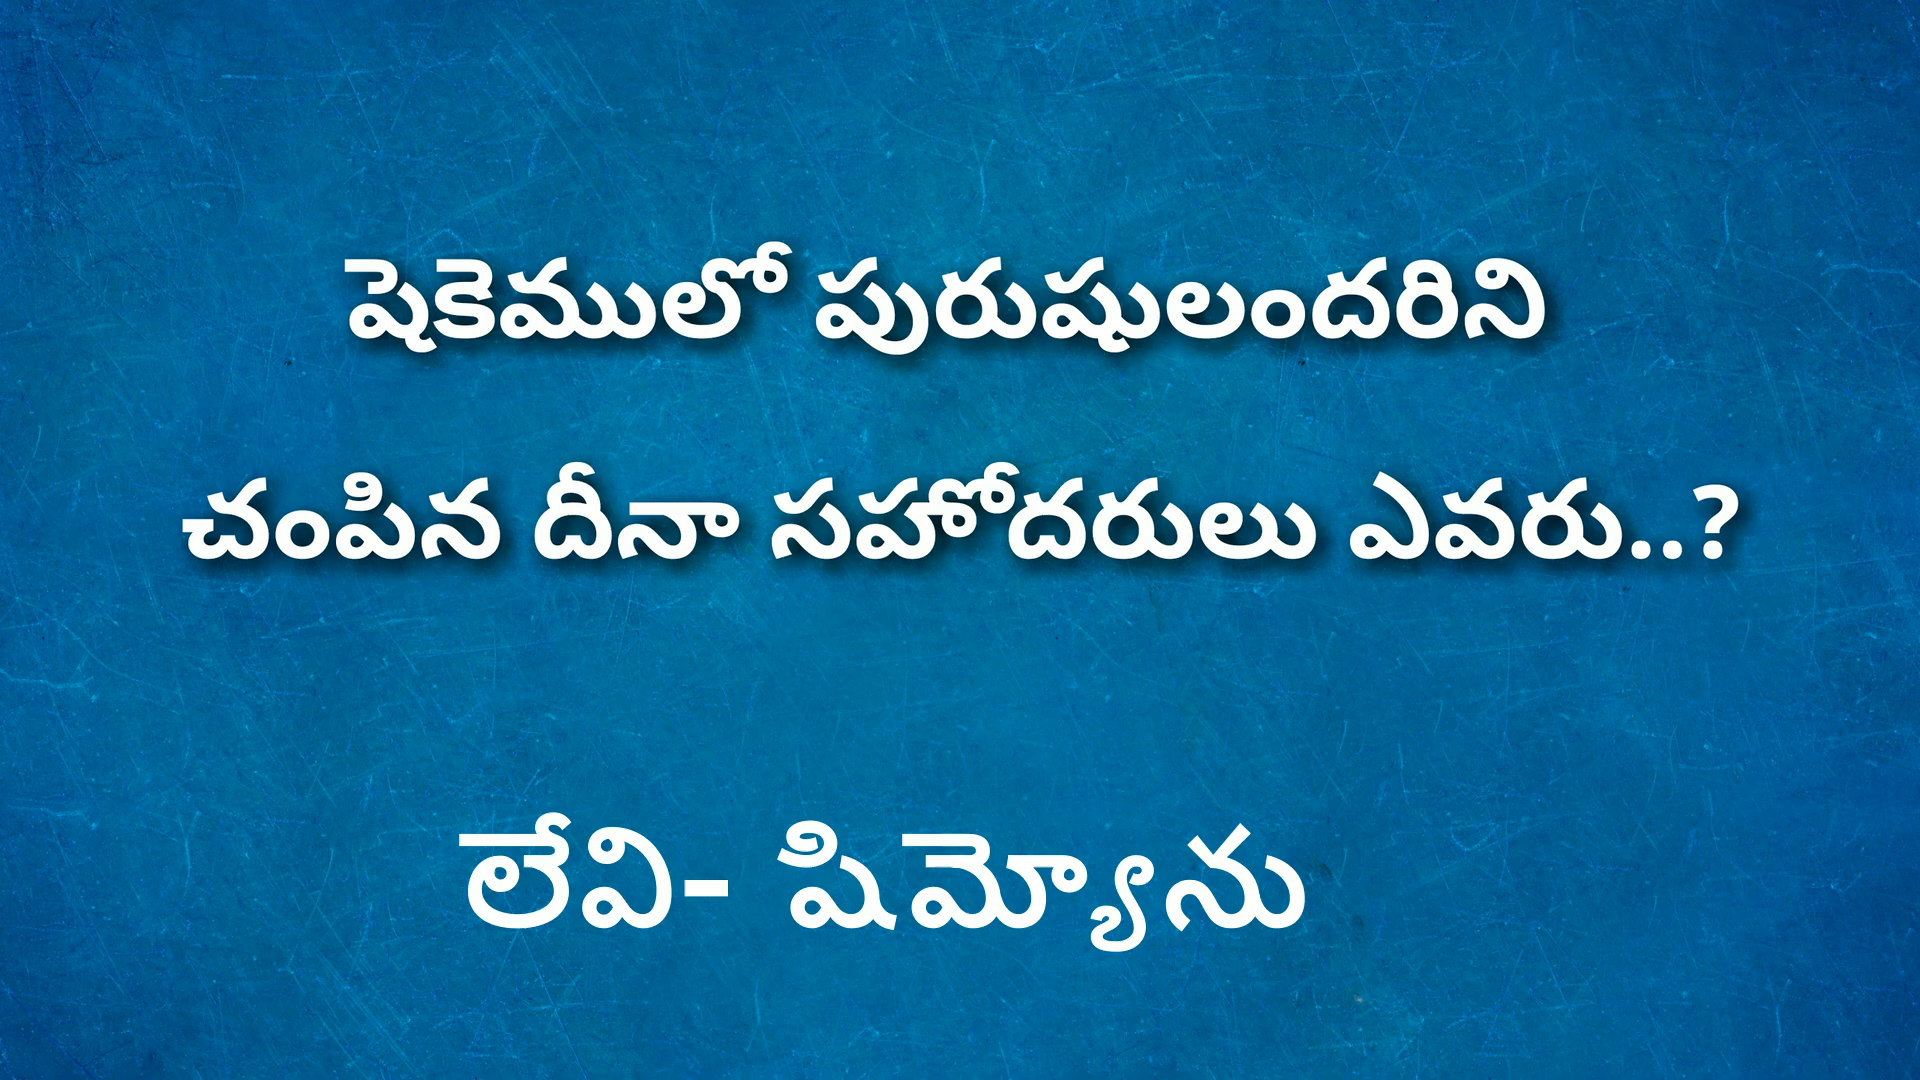 షెకెములో పురుషులందరిని
చంపిన దీనా సహోదరులు ఎవరు..?
లేవి- షిమ్యోను